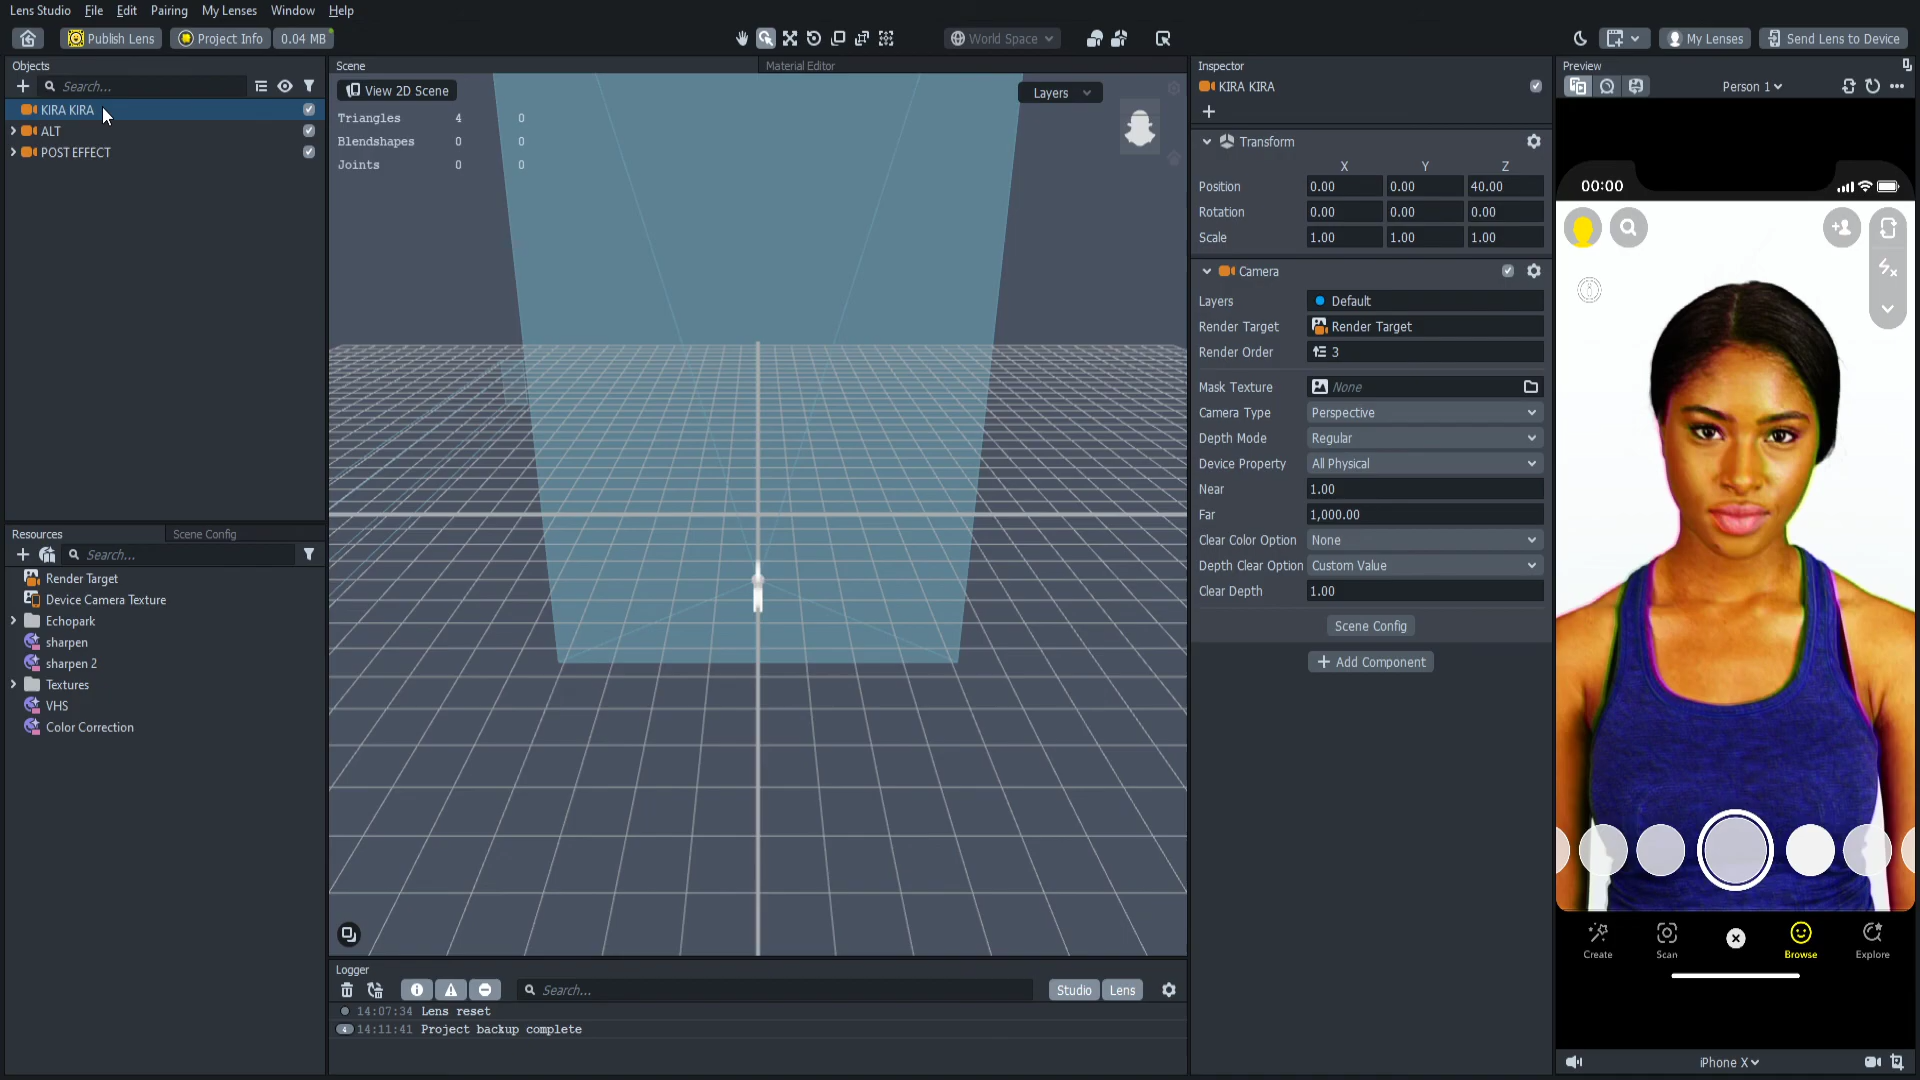 Lens Studio File Edit Pairing My Lenses Window Help
Publish Lens Project Info 0.04 MB World Space My Lenses Send Lens to Device
Objects
Search...
KIRA KIRA
ALT
POST EFFECT
Resources Scene Config
Search...
Render Target
Device Camera Texture
Echopark
sharpen
sharpen 2
Textures
VHS
Color Correction
Scene Material Editor
View 2D Scene Layers
Triangles 4 0
Blendshapes 0 0
Joints 0 0
Logger
Search... Studio Lens
14:07:34 Lens reset
4 14:11:41 Project backup complete
Inspector
KIRA KIRA
Transform
X Y Z
Position 0.00 0.00 40.00
Rotation 0.00 0.00 0.00
Scale 1.00 1.00 1.00
Camera
Layers Default
Render Target Render Target
Render Order 3
Mask Texture None
Camera Type Perspective
Depth Mode Regular
Device Property All Physical
Near 1.00
Far 1,000.00
Clear Color Option None
Depth Clear Option Custom Value
Clear Depth 1.00
Scene Config
+ Add Component
Preview
Person 1
00:00
Create Scan Browse Explore
iPhone X